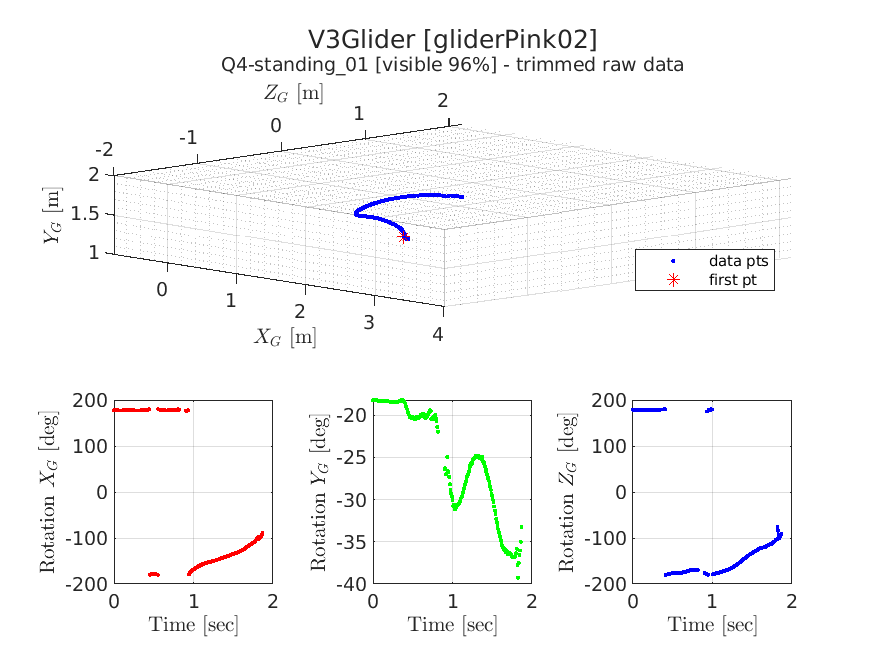 V3Glider [gliderPink02]
Q4-standing_01 [visible 96%] - trimmed raw data
Z_G [m]
-2 -1 0 1 2
Y_G [m]
2
1.5
1
0 1 2 3 4
X_G [m]
data pts
first pt
Rotation X_G [deg]
200
100
0
-100
-200
0 1 2
Time [sec]
Rotation Y_G [deg]
-20
-25
-30
-35
-40
0 1 2
Time [sec]
Rotation Z_G [deg]
200
100
0
-100
-200
0 1 2
Time [sec]